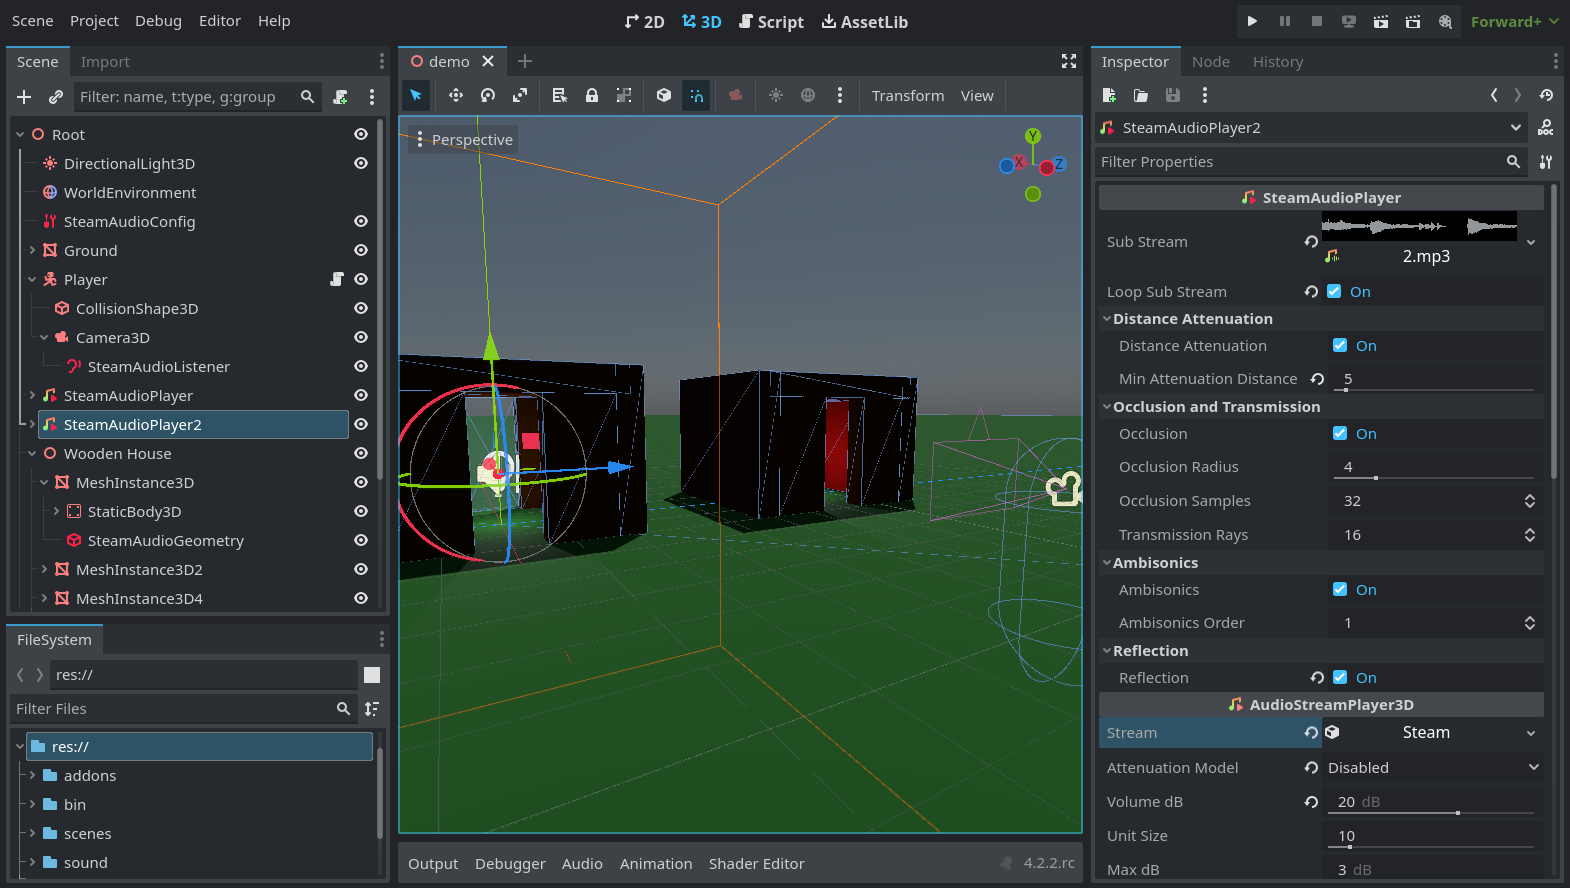 Scene Project Debug Editor Help
2D 3D Script AssetLib
Forward+
Scene Import
Filter: name, t:type, g:group
Root
DirectionalLight3D
WorldEnvironment
SteamAudioConfig
Ground
Player
CollisionShape3D
Camera3D
SteamAudioListener
SteamAudioPlayer
SteamAudioPlayer2
Wooden House
MeshInstance3D
StaticBody3D
SteamAudioGeometry
MeshInstance3D2
MeshInstance3D4
FileSystem
res://
Filter Files
res://
addons
bin
scenes
sound
demo
Transform View
Perspective
Y
X
Z
Output Debugger Audio Animation Shader Editor
4.2.2.rc
Inspector Node History
SteamAudioPlayer2
DOC
Filter Properties
SteamAudioPlayer
Sub Stream
2.mp3
Loop Sub Stream On
Distance Attenuation
Distance Attenuation On
Min Attenuation Distance 5
Occlusion and Transmission
Occlusion On
Occlusion Radius 4
Occlusion Samples 32
Transmission Rays 16
Ambisonics
Ambisonics On
Ambisonics Order 1
Reflection
Reflection On
AudioStreamPlayer3D
Stream Steam
Attenuation Model Disabled
Volume dB 20 dB
Unit Size 10
Max dB 3 dB